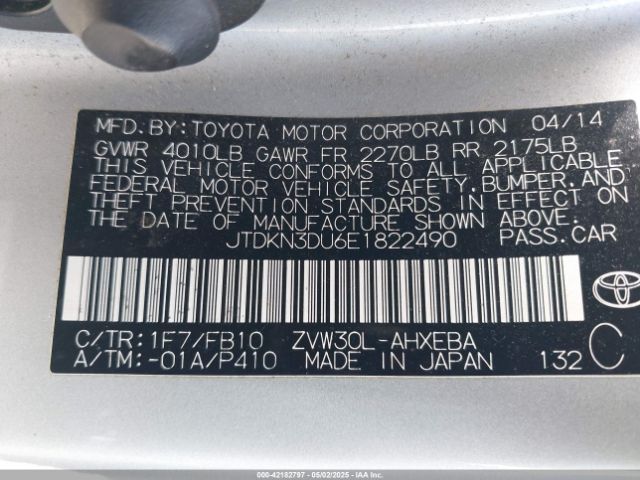 MFD.BY:TOYOTA MOTOR CORPORATION 04/14
GVWR 4010LB GAWR FR 2270LB RR 2175LB
THIS VEHICLE CONFORMS TO ALL APPLICABLE
FEDERAL MOTOR VEHICLE SAFETY,BUMPER,AND
THEFT PREVENTION STANDARDS IN EFFECT ON
THE DATE OF MANUFACTURE SHOWN ABOVE.
JTDKN3DU6E1822490 PASS.CAR
C/TR:1F7/FB10 ZVW30L-AHXEBA C
A/TM:-01A/P410 MADE IN JAPAN 132
000-42182797 - 05/02/2025 - IAA INC.